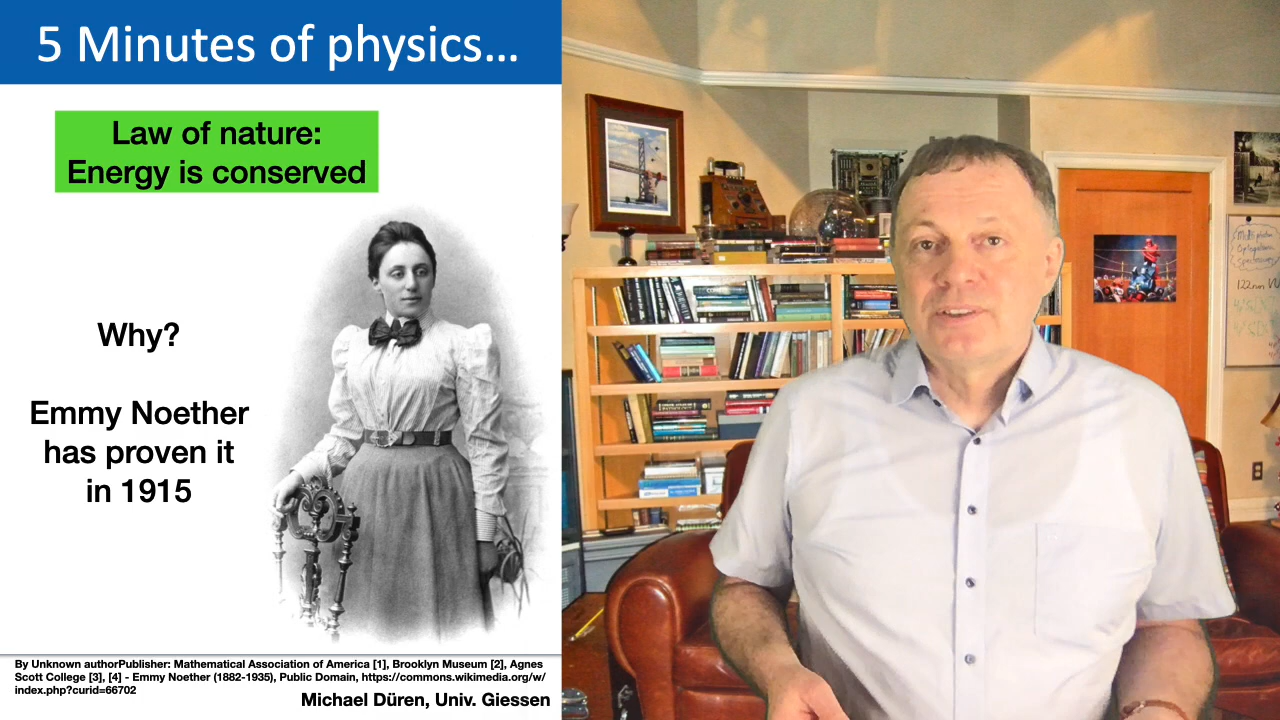 5 Minutes of physics...
Law of nature:
Energy is conserved
Why?
Emmy Noether
has proven it
in 1915
By Unknown authorPublisher: Mathematical Association of America [1], Brooklyn Museum [2], Agnes
Scott College [3], [4] - Emmy Noether (1882-1935), Public Domain, https://commons.wikimedia.org/w/
index.php?curid=66702
Michael Düren, Univ. Giessen
122nm